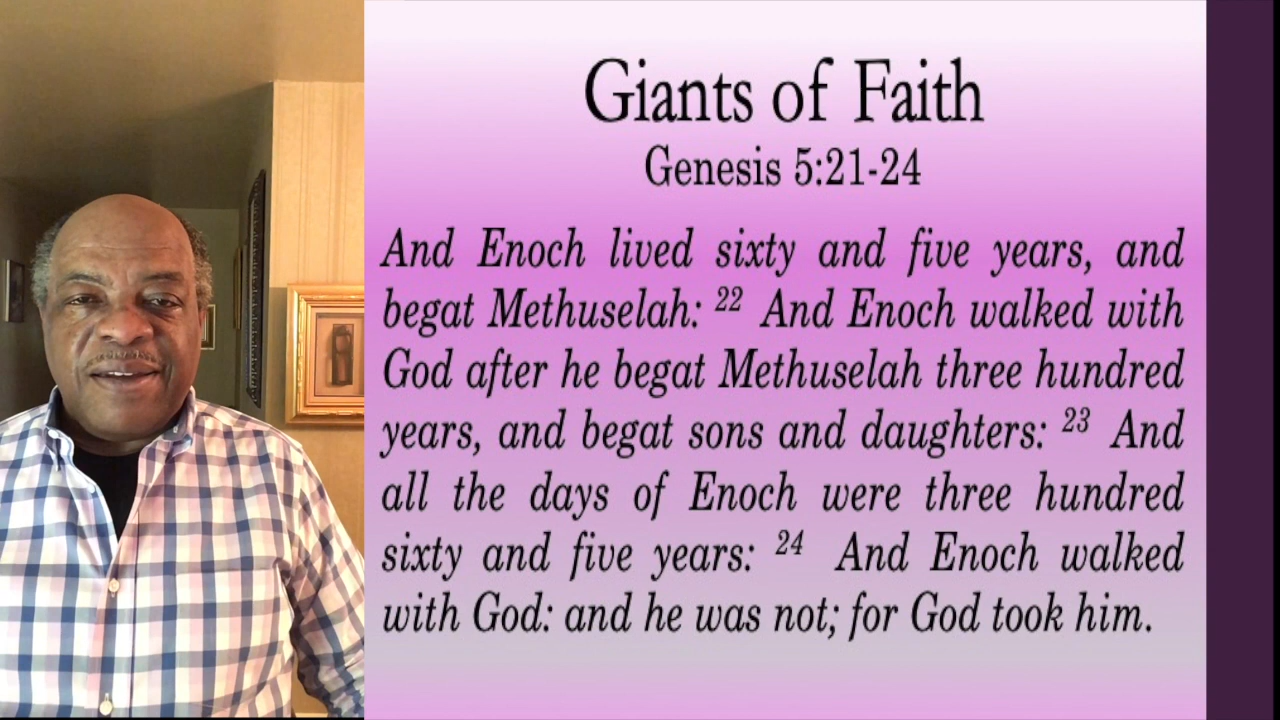 Giants of Faith
Genesis 5:21-24
And Enoch lived sixty and five years, and
begat Methuselah: 22 And Enoch walked with
God after he begat Methuselah three hundred
years, and begat sons and daughters: 23 And
all the days of Enoch were three hundred
sixty and five years: 24 And Enoch walked
with God: and he was not; for God took him.